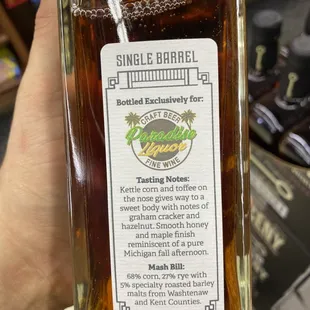 SINGLE BARREL
Bottled Exclusively for:
CRAFT BEER
Paradise
Liquor
FINE WINE
Tasting Notes:
Kettle corn and toffee on
the nose gives way to a
sweet body with notes of
graham cracker and
hazelnut. Smooth honey
and maple finish
reminiscent of a pure
Michigan fall afternoon.
Mash Bill:
68% corn, 27% rye with
5% specialty roasted barley
malts from Washtenaw
and Kent Counties.